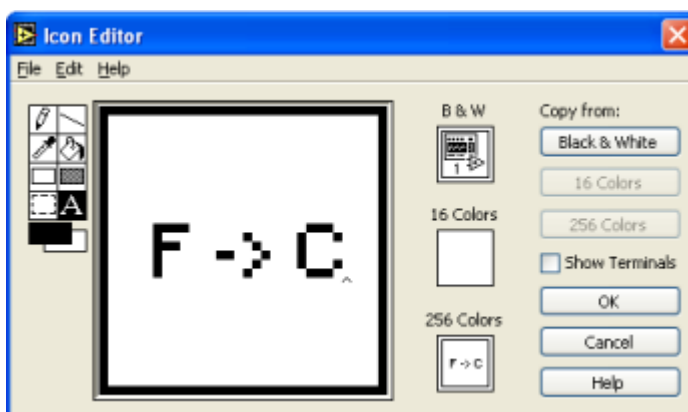 Icon Editor
File Edit Help
A
F -> C
B & W
1
16 Colors
256 Colors
F -> C
Copy from:
Black & White
16 Colors
256 Colors
Show Terminals
OK
Cancel
Help